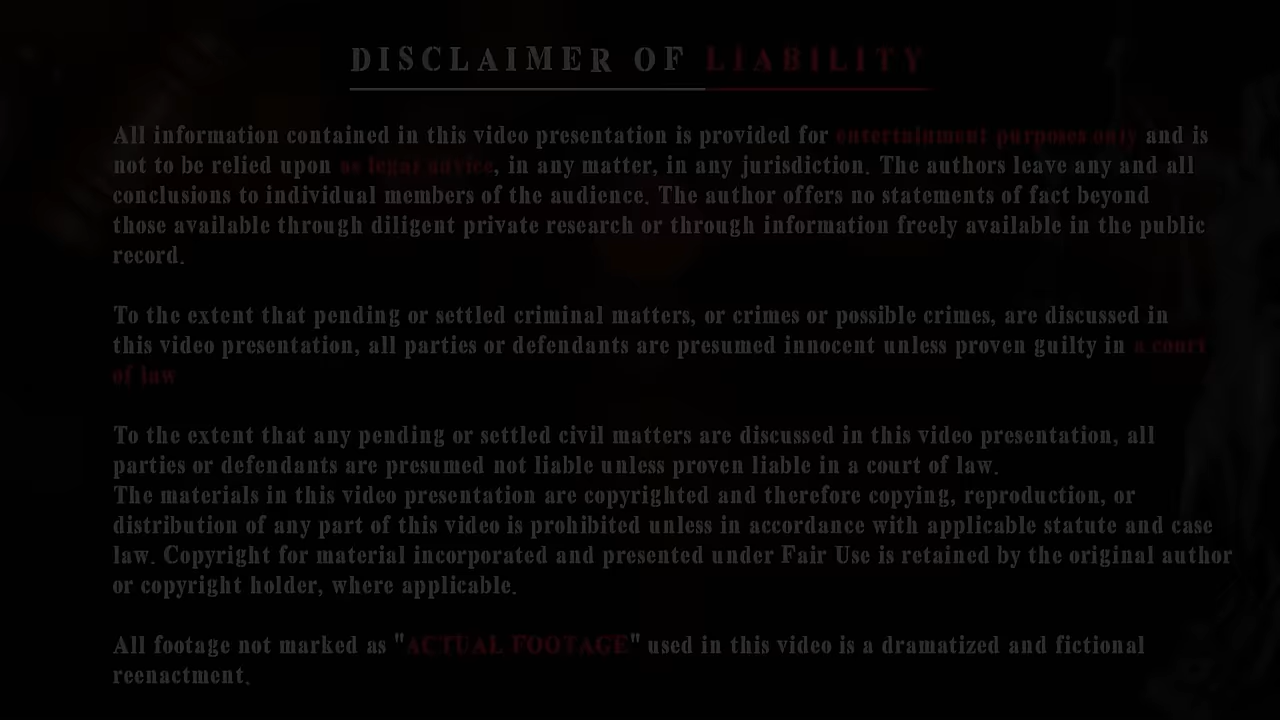 DISCLAIMER OF LIABILITY
All information contained in this video presentation is provided for entertainment purposes only and is
not to be relied upon as legal advice, in any matter, in any jurisdiction. The authors leave any and all
conclusions to individual members of the audience. The author offers no statements of fact beyond
those available through diligent private research or through information freely available in the public
record.
To the extent that pending or settled criminal matters, or crimes or possible crimes, are discussed in
this video presentation, all parties or defendants are presumed innocent unless proven guilty in a court
of law
To the extent that any pending or settled civil matters are discussed in this video presentation, all
parties or defendants are presumed not liable unless proven liable in a court of law.
The materials in this video presentation are copyrighted and therefore copying, reproduction, or
distribution of any part of this video is prohibited unless in accordance with applicable statute and case
law. Copyright for material incorporated and presented under Fair Use is retained by the original author
or copyright holder, where applicable.
All footage not marked as "ACTUAL FOOTAGE" used in this video is a dramatized and fictional
reenactment.